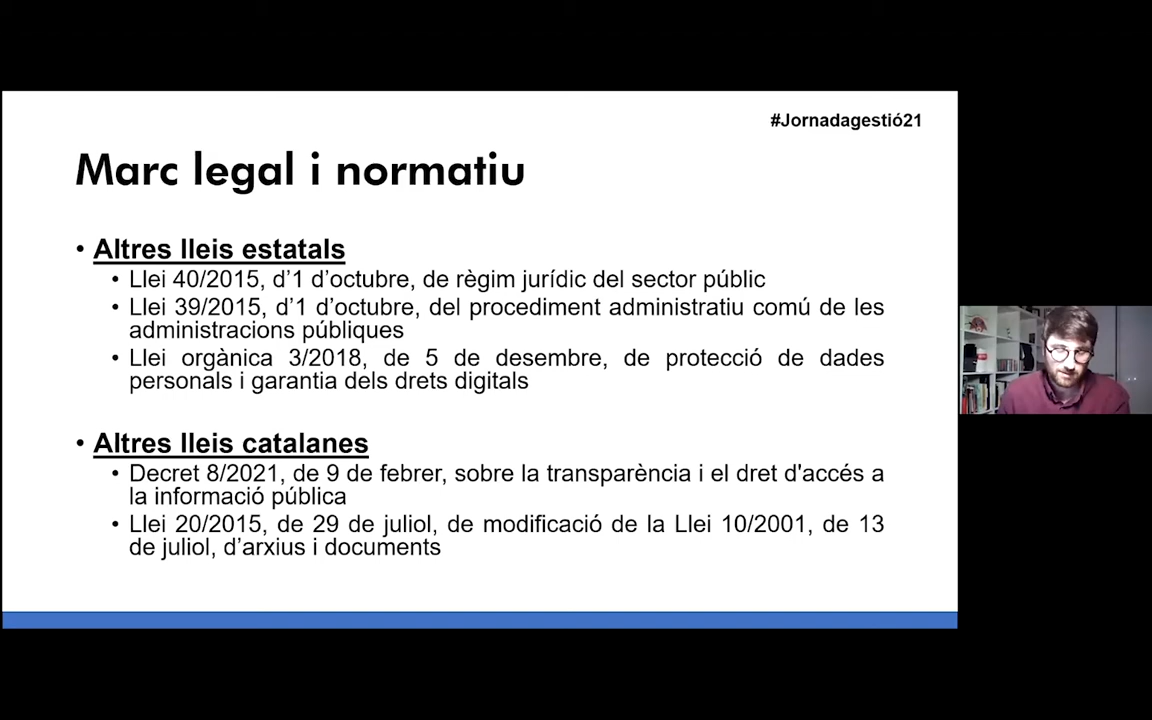 #Jornadagestió21
Marc legal i normatiu
• Altres lleis estatals
• Llei 40/2015, d’1 d’octubre, de règim jurídic del sector públic
• Llei 39/2015, d’1 d’octubre, del procediment administratiu comú de les
administracions públiques
• Llei orgànica 3/2018, de 5 de desembre, de protecció de dades
personals i garantia dels drets digitals
• Altres lleis catalanes
• Decret 8/2021, de 9 de febrer, sobre la transparència i el dret d'accés a
la informació pública
• Llei 20/2015, de 29 de juliol, de modificació de la Llei 10/2001, de 13
de juliol, d’arxius i documents